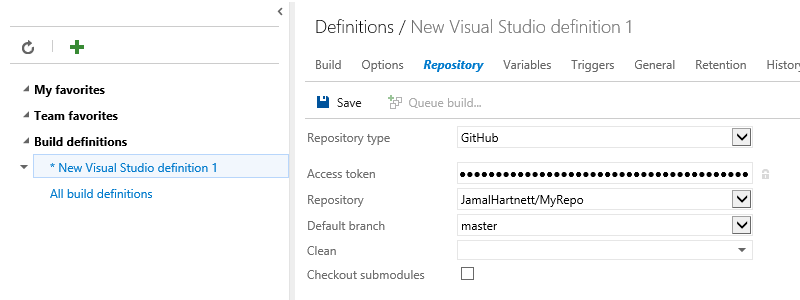 Definitions / New Visual Studio definition 1
Build Options Repository Variables Triggers General Retention History
Save Queue build...
My favorites
Team favorites
Build definitions
* New Visual Studio definition 1
All build definitions
Repository type GitHub
Access token ●●●●●●●●●●●●●●●●●●●●●●●●●●●●●●●●●●●●●●●●
Repository JamalHartnett/MyRepo
Default branch master
Clean
Checkout submodules